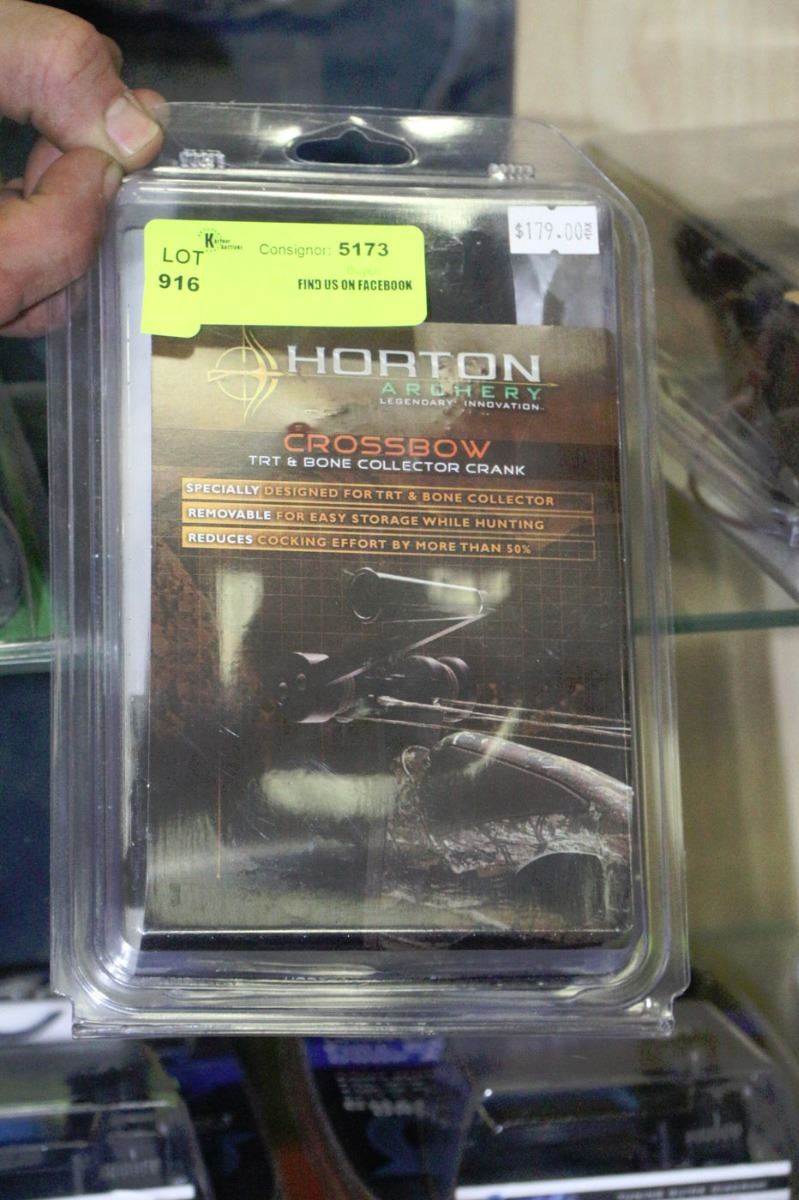 LOT
916
Consignor: 5173
FIND US ON FACEBOOK
$179.00
HORTON
ARCHERY
LEGENDARY INNOVATION
CROSSBOW
TRT & BONE COLLECTOR CRANK
SPECIALLY DESIGNED FOR TRT & BONE COLLECTOR
REMOVABLE FOR EASY STORAGE WHILE HUNTING
REDUCES COCKING EFFORT BY MORE THAN 50%